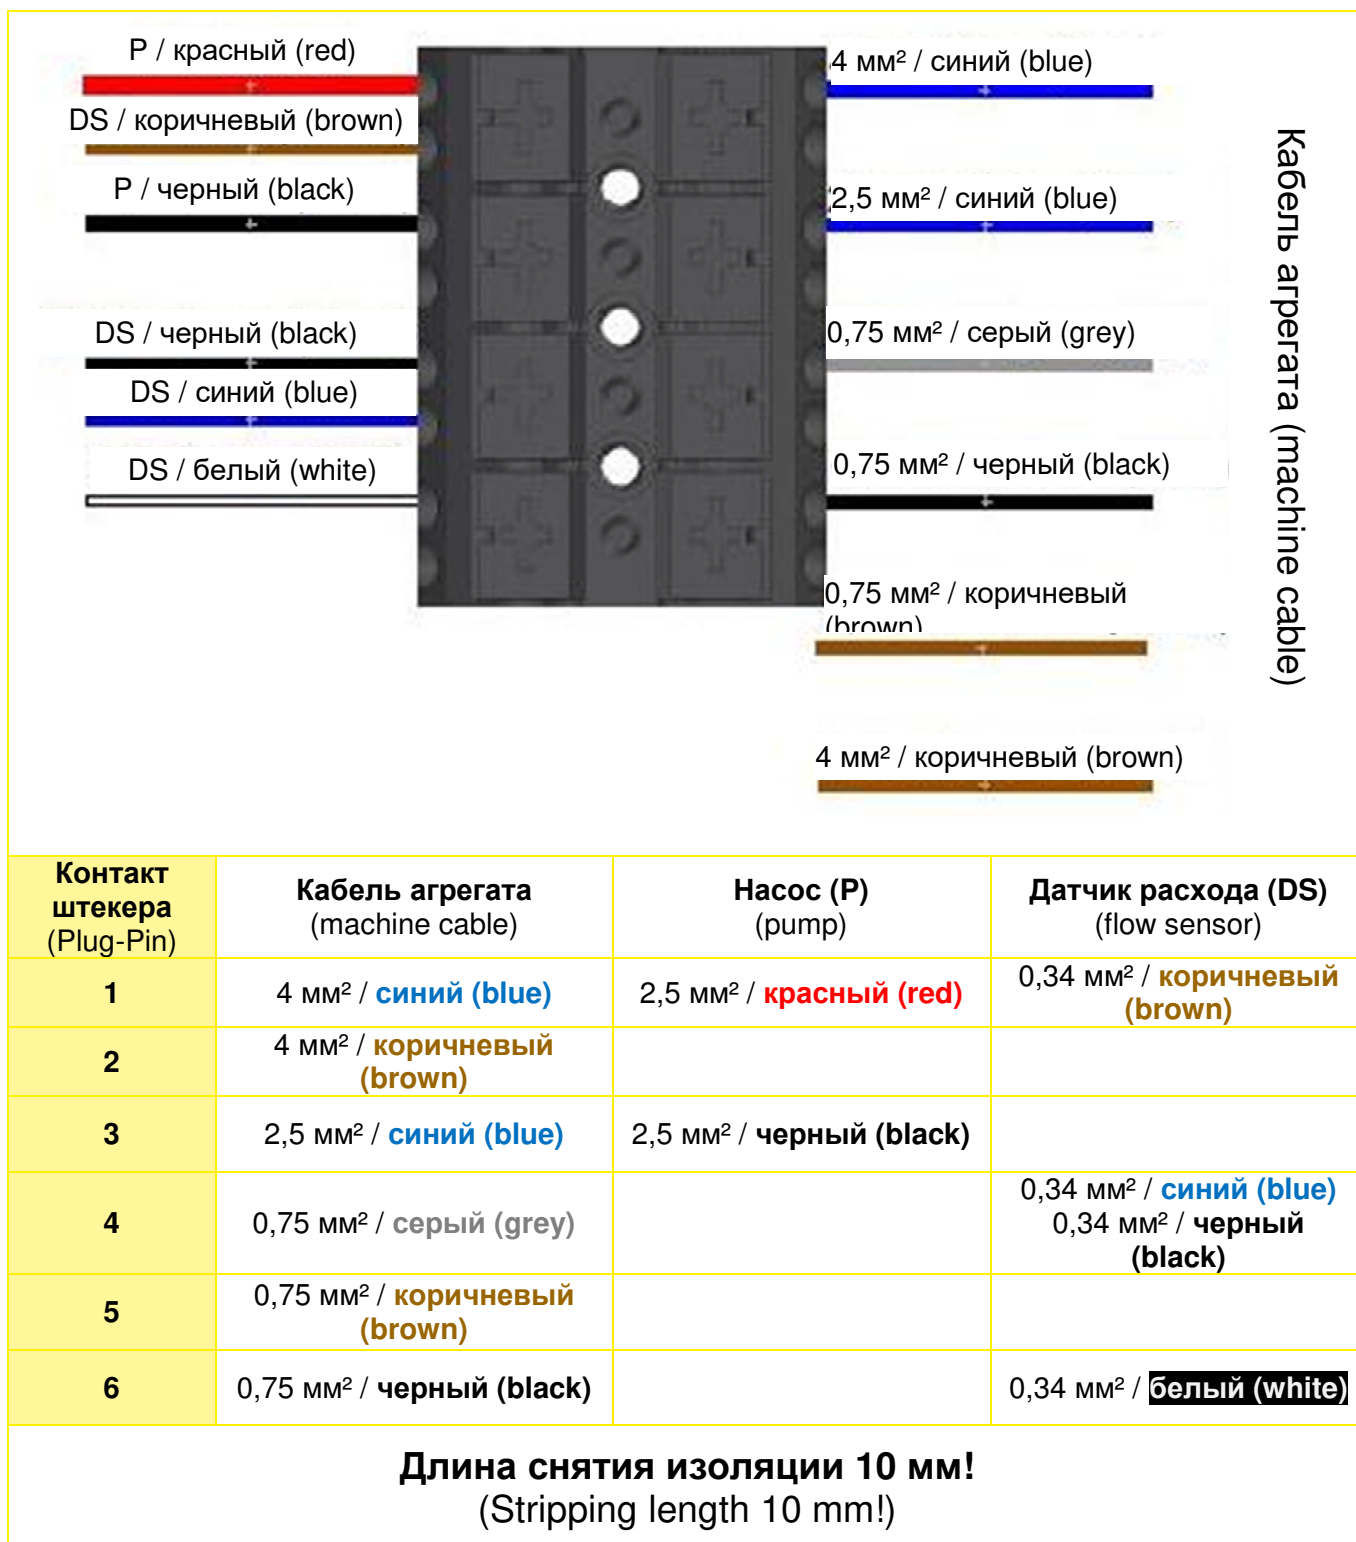 P / красный (red)
DS / коричневый (brown)
P / черный (black)
DS / черный (black)
DS / синий (blue)
DS / белый (white)
4 мм² / синий (blue)
2,5 мм² / синий (blue)
0,75 мм² / серый (grey)
0,75 мм² / черный (black)
0,75 мм² / коричневый
(brown)
4 мм² / коричневый (brown)
Кабель агрегата (machine cable)
Контакт
штекера
(Plug-Pin)
Кабель агрегата
(machine cable)
Насос (P)
(pump)
Датчик расхода (DS)
(flow sensor)
1
4 мм² / синий (blue)
2,5 мм² / красный (red)
0,34 мм² / коричневый
(brown)
2
4 мм² / коричневый
(brown)
3
2,5 мм² / синий (blue)
2,5 мм² / черный (black)
4
0,75 мм² / серый (grey)
0,34 мм² / синий (blue)
0,34 мм² / черный
(black)
5
0,75 мм² / коричневый
(brown)
6
0,75 мм² / черный (black)
0,34 мм² / белый (white)
Длина снятия изоляции 10 мм!
(Stripping length 10 mm!)